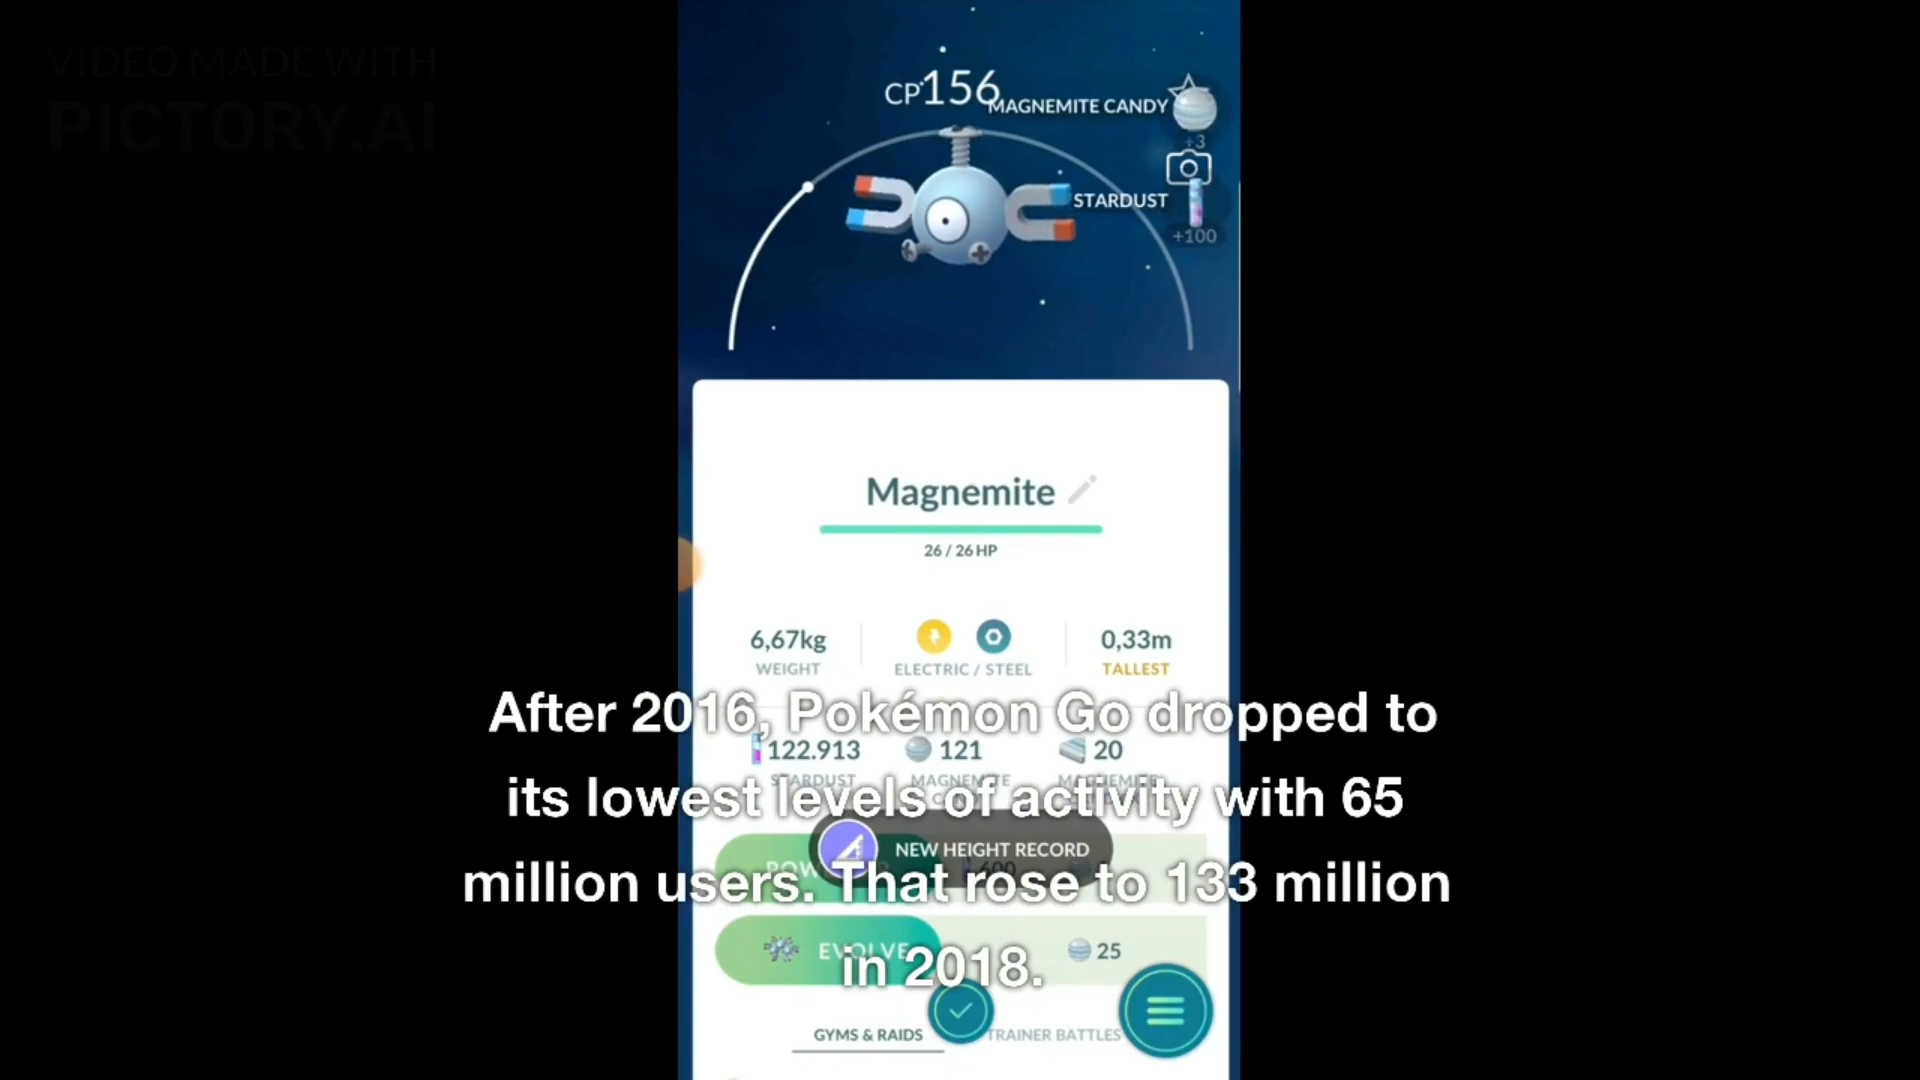 VIDEO MADE WITH
PICTORY.AI
CP156
MAGNEMITE CANDY
+3
STARDUST
+100
Magnemite
26 / 26 HP
6,67kg
WEIGHT
ELECTRIC / STEEL
0,33m
TALLEST
After 2016, Pokémon Go dropped to
122.913
121
20
STARDUST
MAGNEMITE
its lowest levels of activity with 65
NEW HEIGHT RECORD
million users. That rose to 133 million
EVOLVE
25
in 2018.
GYMS & RAIDS
TRAINER BATTLES